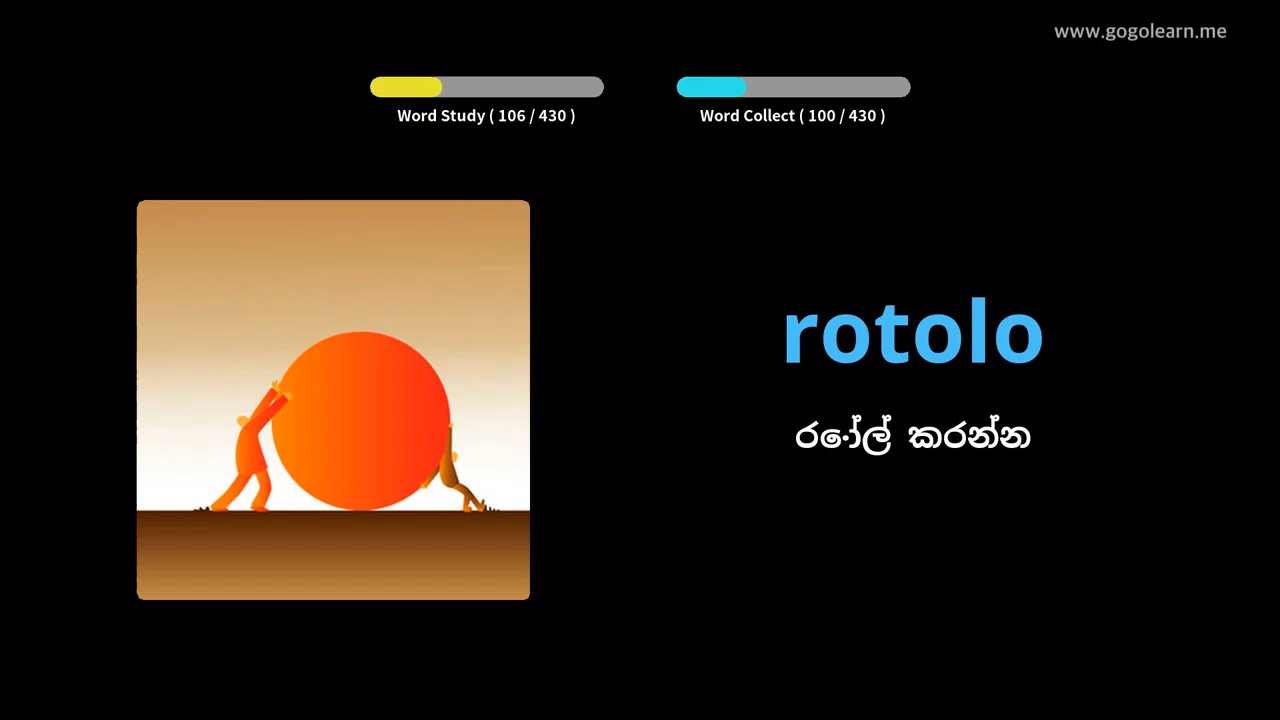 www.gogolearn.me
Word Study ( 106 / 430 )
Word Collect ( 100 / 430 )
rotolo
රෝල් කරන්න